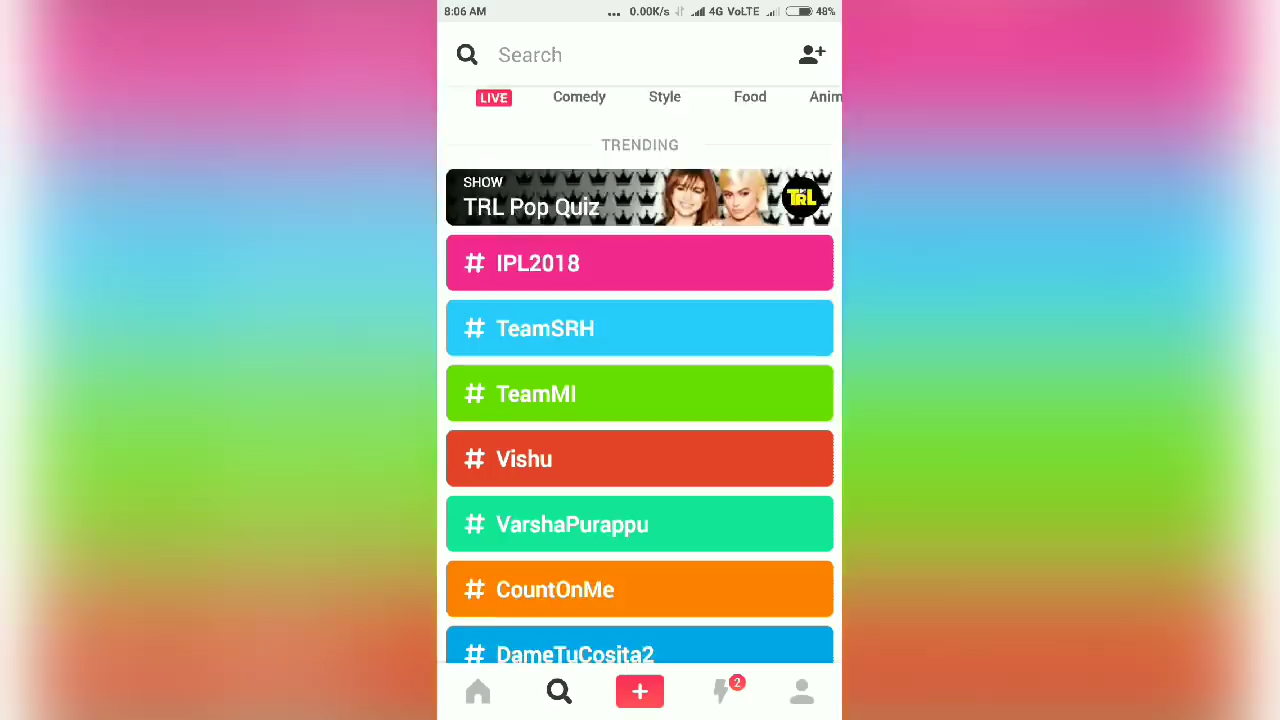 8:06 AM
0.00K/s
4G VoLTE
48%
Search
LIVE
Comedy
Style
Food
Anim
TRENDING
SHOW
TRL Pop Quiz
TRL
# IPL2018
# TeamSRH
# TeamMI
# Vishu
# VarshaPurappu
# CountOnMe
# DameTuCosita2
2